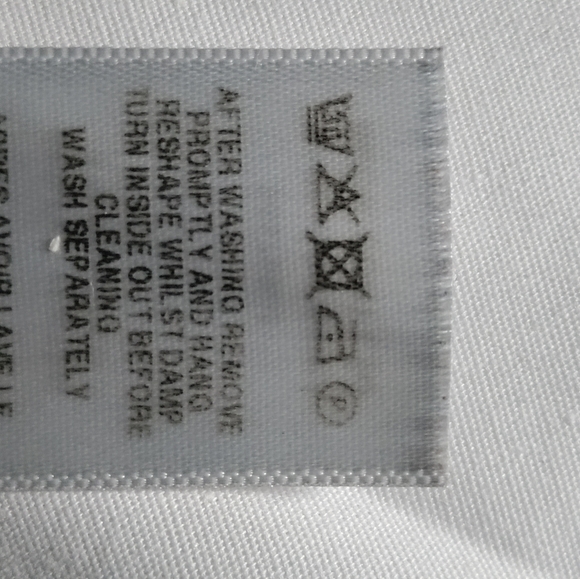 AFTER WASHING REMOVE
PROMPTLY AND HANG
RESHAPE WHILST DAMP
TURN INSIDE OUT BEFORE
CLEANING
WASH SEPARATELY